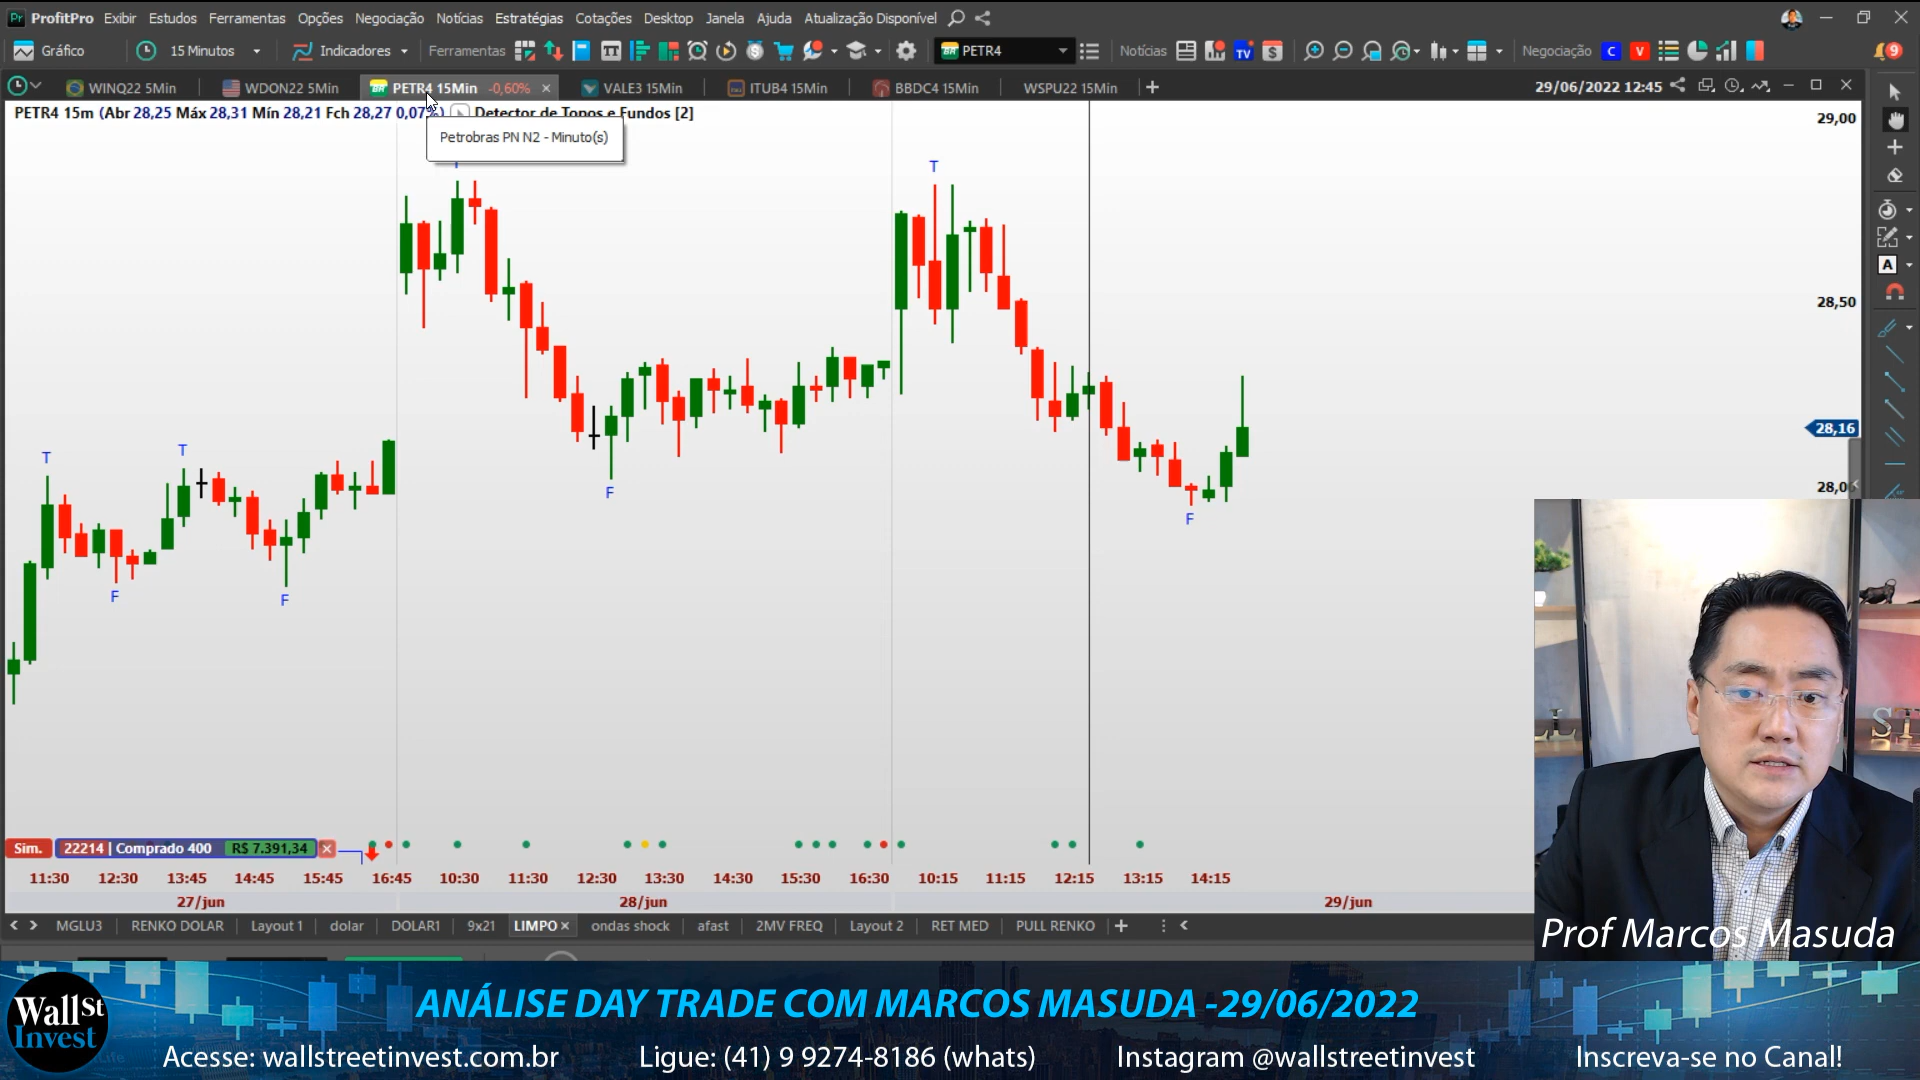 ProfitPro Exibir Estudos Ferramentas Opções Negociação Notícias Estratégias Cotações Desktop Janela Ajuda Atualização Disponível
Gráfico 15 Minutos Indicadores Ferramentas PETR4 Notícias TV Negociação C V 9
WINQ22 5Min WDON22 5Min PETR4 15Min -0,60% VALE3 15Min ITUB4 15Min BBDC4 15Min WSPU22 15Min 29/06/2022 12:45
PETR4 15m (Abr 28,25 Máx 28,31 Mín 28,21 Fch 28,27 0,07%) Detector de Topos e Fundos [2]
Petrobras PN N2 - Minuto(s)
29,00
T
28,50
28,16
T
T
F
F
F
F
Sim. 22214 | Comprado 400 R$ 7.391,34
11:30 12:30 13:45 14:45 15:45 16:45 10:30 11:30 12:30 13:30 14:30 15:30 16:30 10:15 11:15 12:15 13:15 14:15
27/jun 28/jun 29/jun
MGLU3 RENKO DOLAR Layout 1 dolar DOLAR1 9x21 LIMPO ondas shock afast 2MV FREQ Layout 2 RET MED PULL RENKO
Prof Marcos Masuda
Wall St
Invest
ANÁLISE DAY TRADE COM MARCOS MASUDA -29/06/2022
Acesse: wallstreetinvest.com.br Ligue: (41) 9 9274-8186 (whats) Instagram @wallstreetinvest Inscreva-se no Canal!